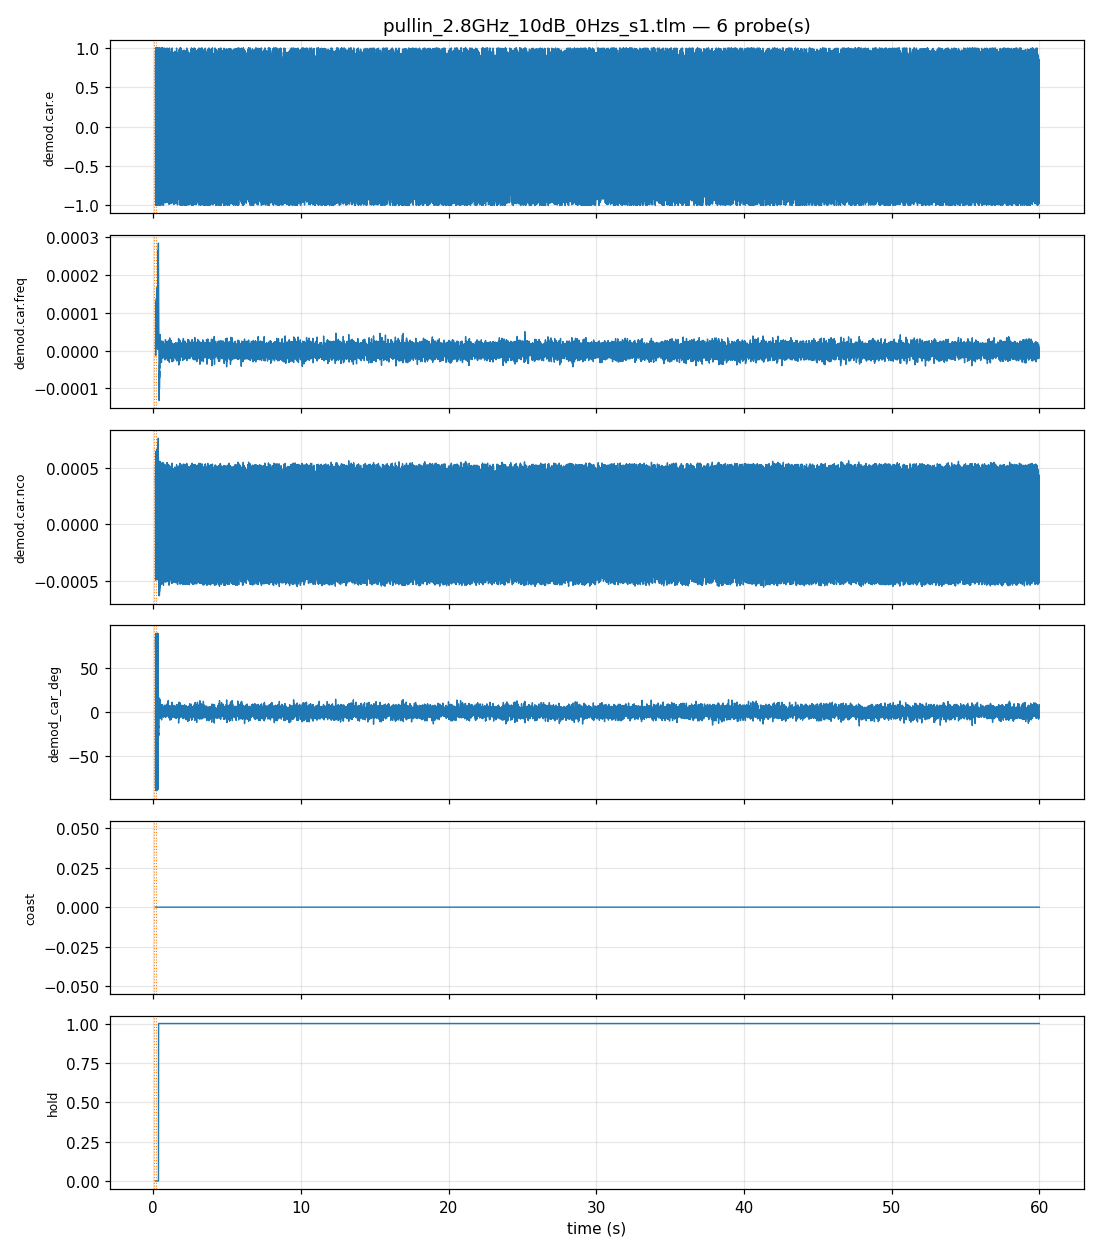 pullin_2.8GHz_10dB_0Hzs_s1.tlm — 6 probe(s)
demod.car.e
1.0
0.5
0.0
−0.5
−1.0
demod.car.freq
0.0003
0.0002
0.0001
0.0000
−0.0001
demod.car.nco
0.0005
0.0000
−0.0005
demod_car_deg
50
0
−50
coast
0.050
0.025
0.000
−0.025
−0.050
hold
1.00
0.75
0.50
0.25
0.00
0 10 20 30 40 50 60
time (s)